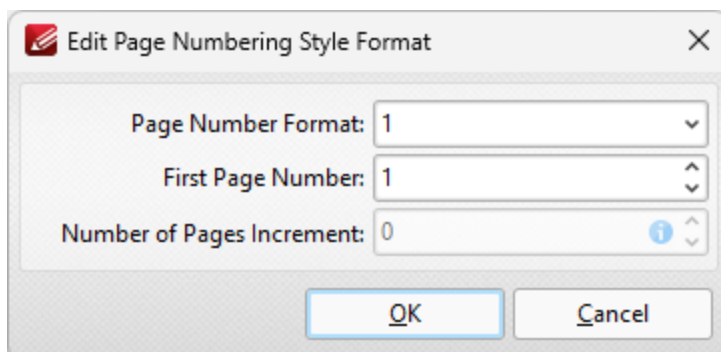 Edit Page Numbering Style Format
Page Number Format: 1
First Page Number: 1
Number of Pages Increment: 0
OK Cancel